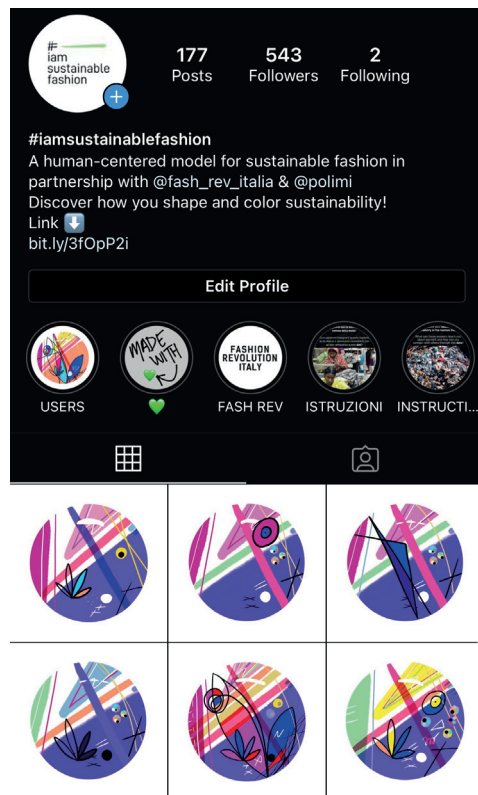 #
iam
sustainable
fashion
177 543 2
Posts Followers Following
#iamsustainablefashion
A human-centered model for sustainable fashion in
partnership with @fash_rev_italia & @polimi
Discover how you shape and color sustainability!
Link ⬇️
bit.ly/3fOpP2i
Edit Profile
MADE
WITH
FASHION
REVOLUTION
ITALY
USERS 💚 FASH REV ISTRUZIONI INSTRUCTI...